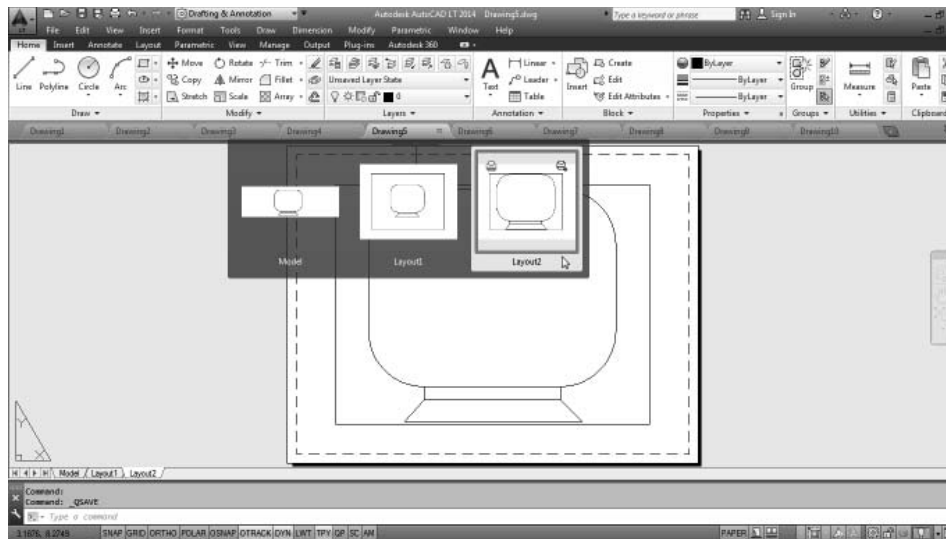 Drafting & Annotation
Autodesk AutoCAD LT 2014 Drawing5.dwg
Type a keyword or phrase
Sign In
File Edit View Insert Format Tools Draw Dimension Modify Parametric Window Help
Home Insert Annotate Layout Parametric View Manage Output Plug-ins Autodesk 360
Line Polyline Circle Arc
Move Rotate Trim
Copy Mirror Fillet
Stretch Scale Array
Unsaved Layer State
0
Text
Linear
Leader
Table
Insert
Create
Edit
Edit Attributes
ByLayer
ByLayer
ByLayer
Group
Measure
Paste
Draw Modify Layers Annotation Block Properties Groups Utilities Clipboard
Drawing1 Drawing2 Drawing3 Drawing4 Drawing5 Drawing6 Drawing7 Drawing8 Drawing9 Drawing10
Model Layout1 Layout2
Y
X
Model Layout1 Layout2
Command:
Command: _QSAVE
Type a command
SNAP GRID ORTHO POLAR OSNAP OTRACK DYN LWT TPY QP SC AM
PAPER